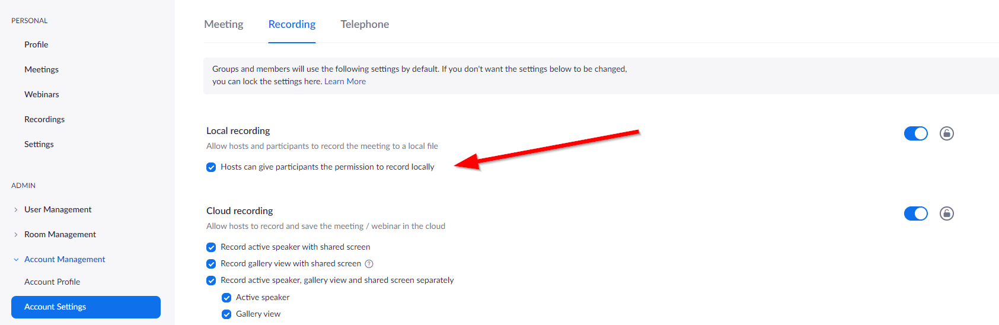 PERSONAL
Profile
Meetings
Webinars
Recordings
Settings
ADMIN
User Management
Room Management
Account Management
Account Profile
Account Settings
Meeting Recording Telephone
Groups and members will use the following settings by default. If you don't want the settings below to be changed,
you can lock the settings here. Learn More
Local recording
Allow hosts and participants to record the meeting to a local file
Hosts can give participants the permission to record locally
Cloud recording
Allow hosts to record and save the meeting / webinar in the cloud
Record active speaker with shared screen
Record gallery view with shared screen ?
Record active speaker, gallery view and shared screen separately
Active speaker
Gallery view